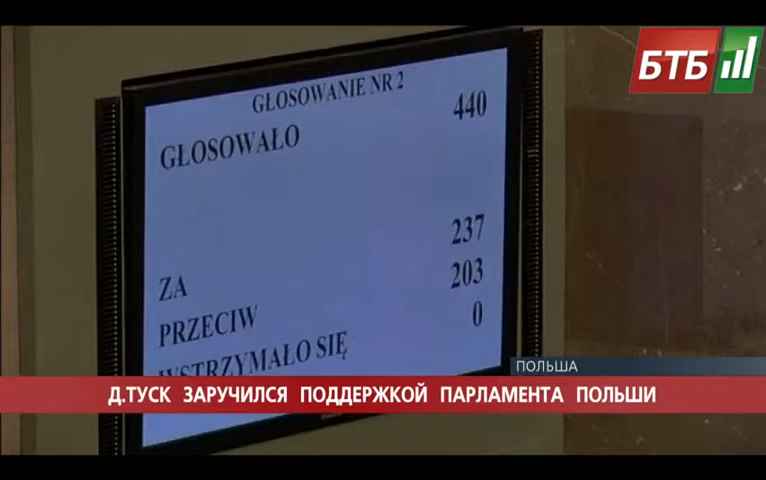 БТБ
GŁOSOWANIE NR 2
GŁOSOWAŁO 440
ZA 237
PRZECIW 203
WSTRZYMAŁO SIĘ 0
ПОЛЬША
Д.ТУСК ЗАРУЧИЛСЯ ПОДДЕРЖКОЙ ПАРЛАМЕНТА ПОЛЬШИ